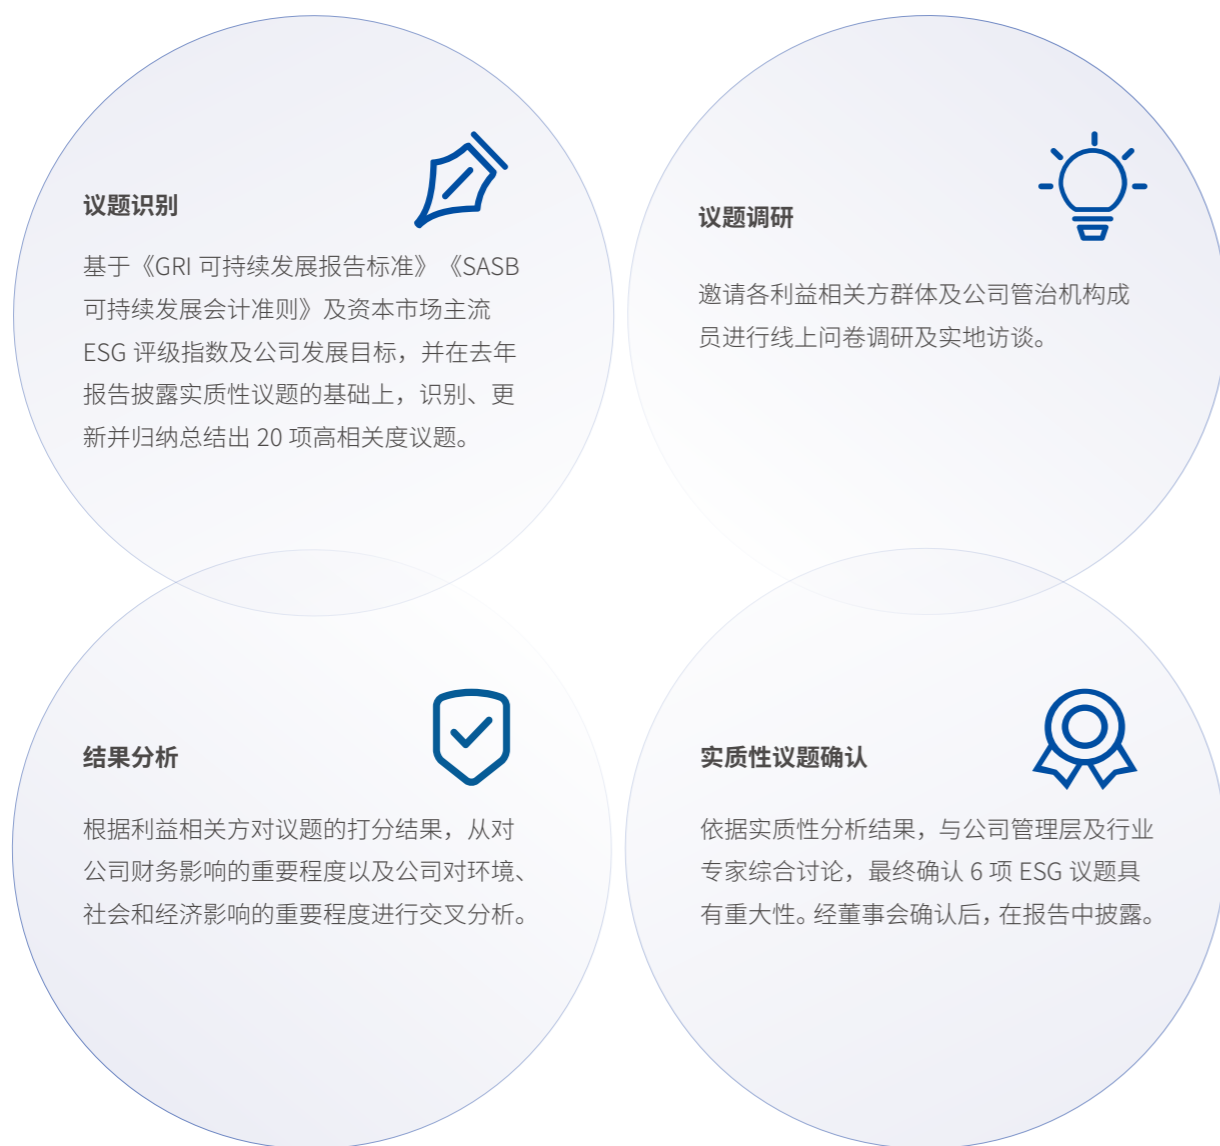 议题识别
基于《GRI 可持续发展报告标准》《SASB
可持续发展会计准则》及资本市场主流
ESG 评级指数及公司发展目标，并在去年
报告披露实质性议题的基础上，识别、更
新并归纳总结出 20 项高相关度议题。
议题调研
邀请各利益相关方群体及公司管治机构成
员进行线上问卷调研及实地访谈。
结果分析
根据利益相关方对议题的打分结果，从对
公司财务影响的重要程度以及公司对环境、
社会和经济影响的重要程度进行交叉分析。
实质性议题确认
依据实质性分析结果，与公司管理层及行业
专家综合讨论，最终确认 6 项 ESG 议题具
有重大性。经董事会确认后，在报告中披露。